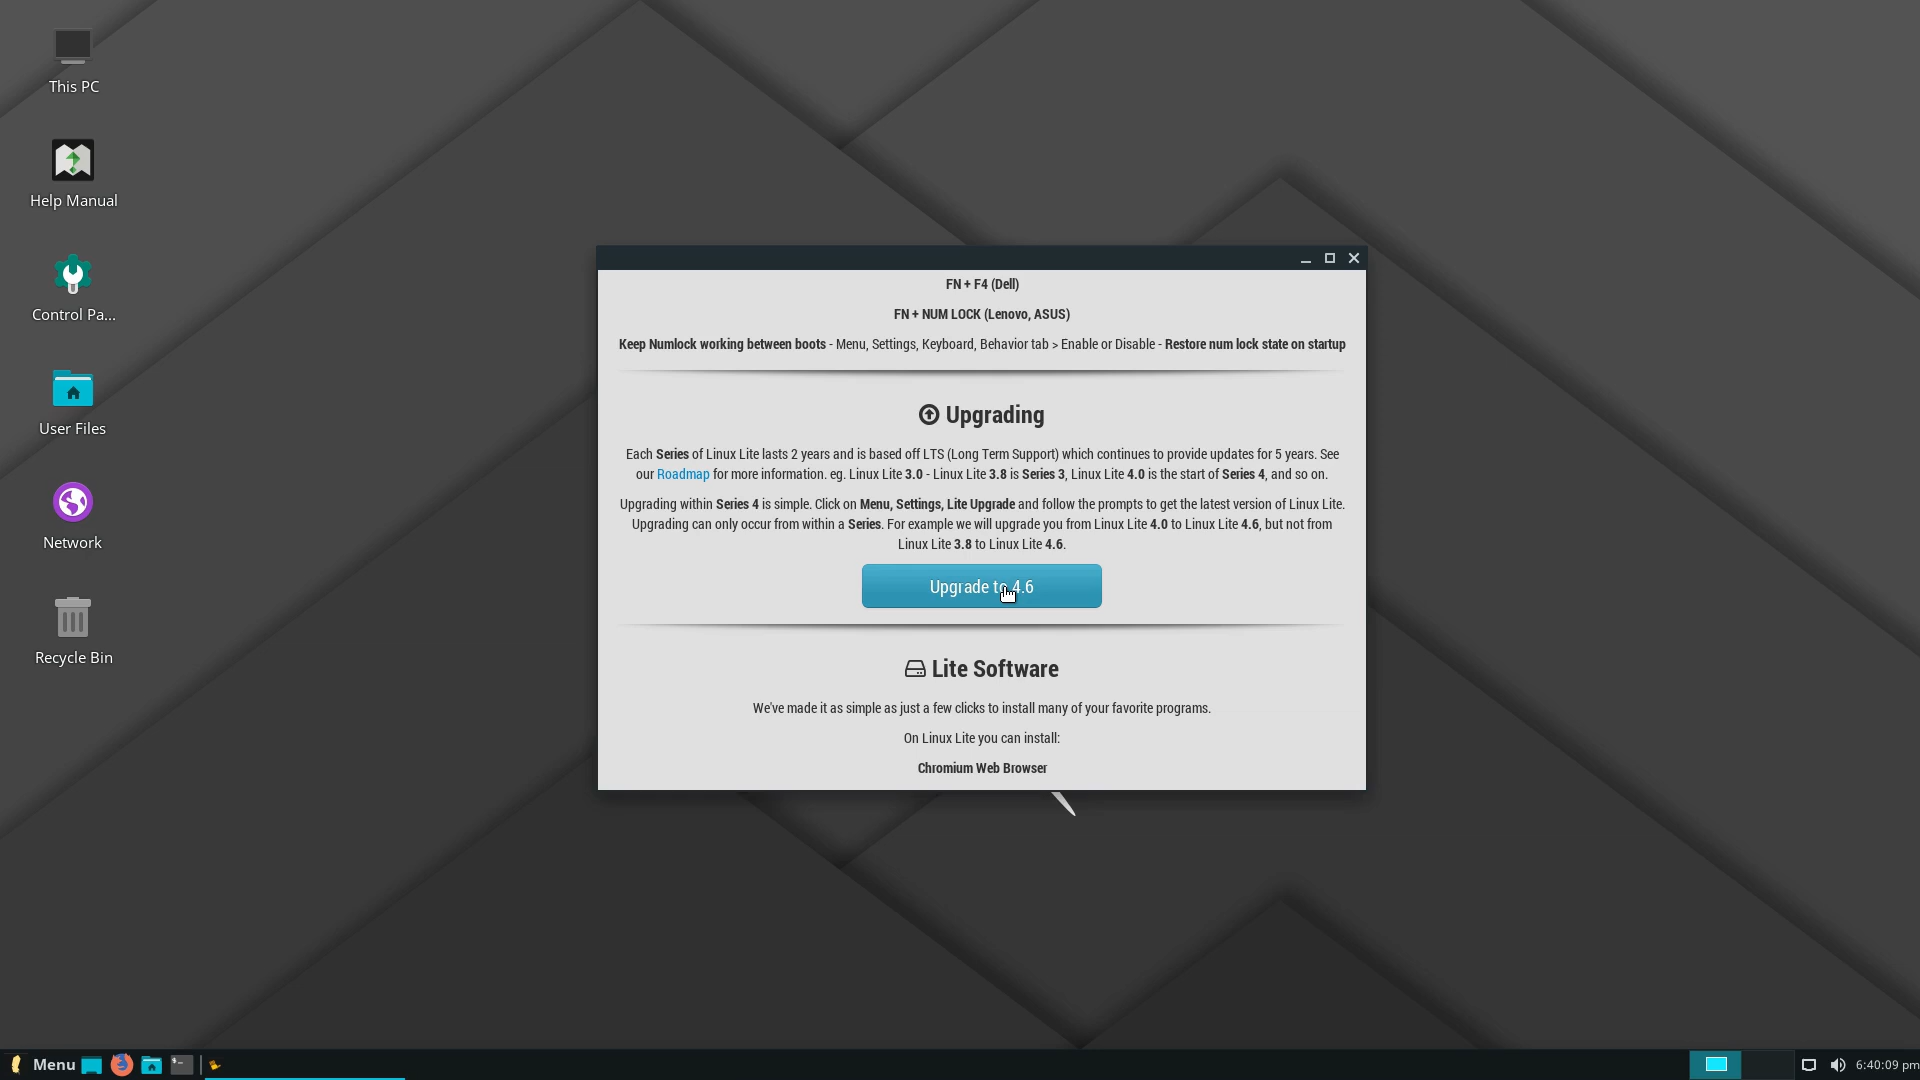 This PC
Help Manual
Control Pa...
User Files
Network
Recycle Bin
FN + F4 (Dell)
FN + NUM LOCK (Lenovo, ASUS)
Keep Numlock working between boots - Menu, Settings, Keyboard, Behavior tab > Enable or Disable - Restore num lock state on startup
Upgrading
Each Series of Linux Lite lasts 2 years and is based off LTS (Long Term Support) which continues to provide updates for 5 years. See
our Roadmap for more information. eg. Linux Lite 3.0 - Linux Lite 3.8 is Series 3, Linux Lite 4.0 is the start of Series 4, and so on.
Upgrading within Series 4 is simple. Click on Menu, Settings, Lite Upgrade and follow the prompts to get the latest version of Linux Lite.
Upgrading can only occur from within a Series. For example we will upgrade you from Linux Lite 4.0 to Linux Lite 4.6, but not from
Linux Lite 3.8 to Linux Lite 4.6.
Upgrade to 4.6
Lite Software
We've made it as simple as just a few clicks to install many of your favorite programs.
On Linux Lite you can install:
Chromium Web Browser
Menu
6:40:09 pm